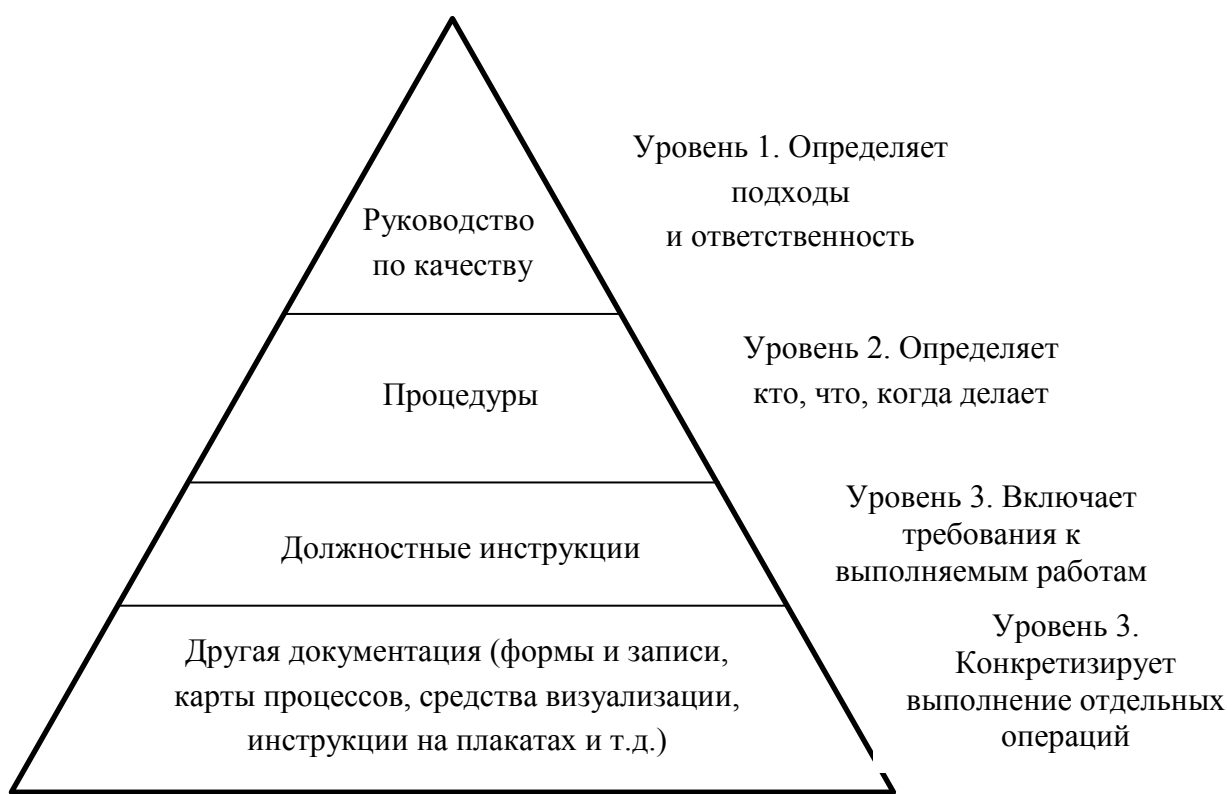 Уровень 1. Определяет
подходы
и ответственность
Руководство
по качеству
Уровень 2. Определяет
кто, что, когда делает
Процедуры
Уровень 3. Включает
требования к
выполняемым работам
Должностные инструкции
Уровень 3.
Конкретизирует
выполнение отдельных
операций
Другая документация (формы и записи,
карты процессов, средства визуализации,
инструкции на плакатах и т.д.)